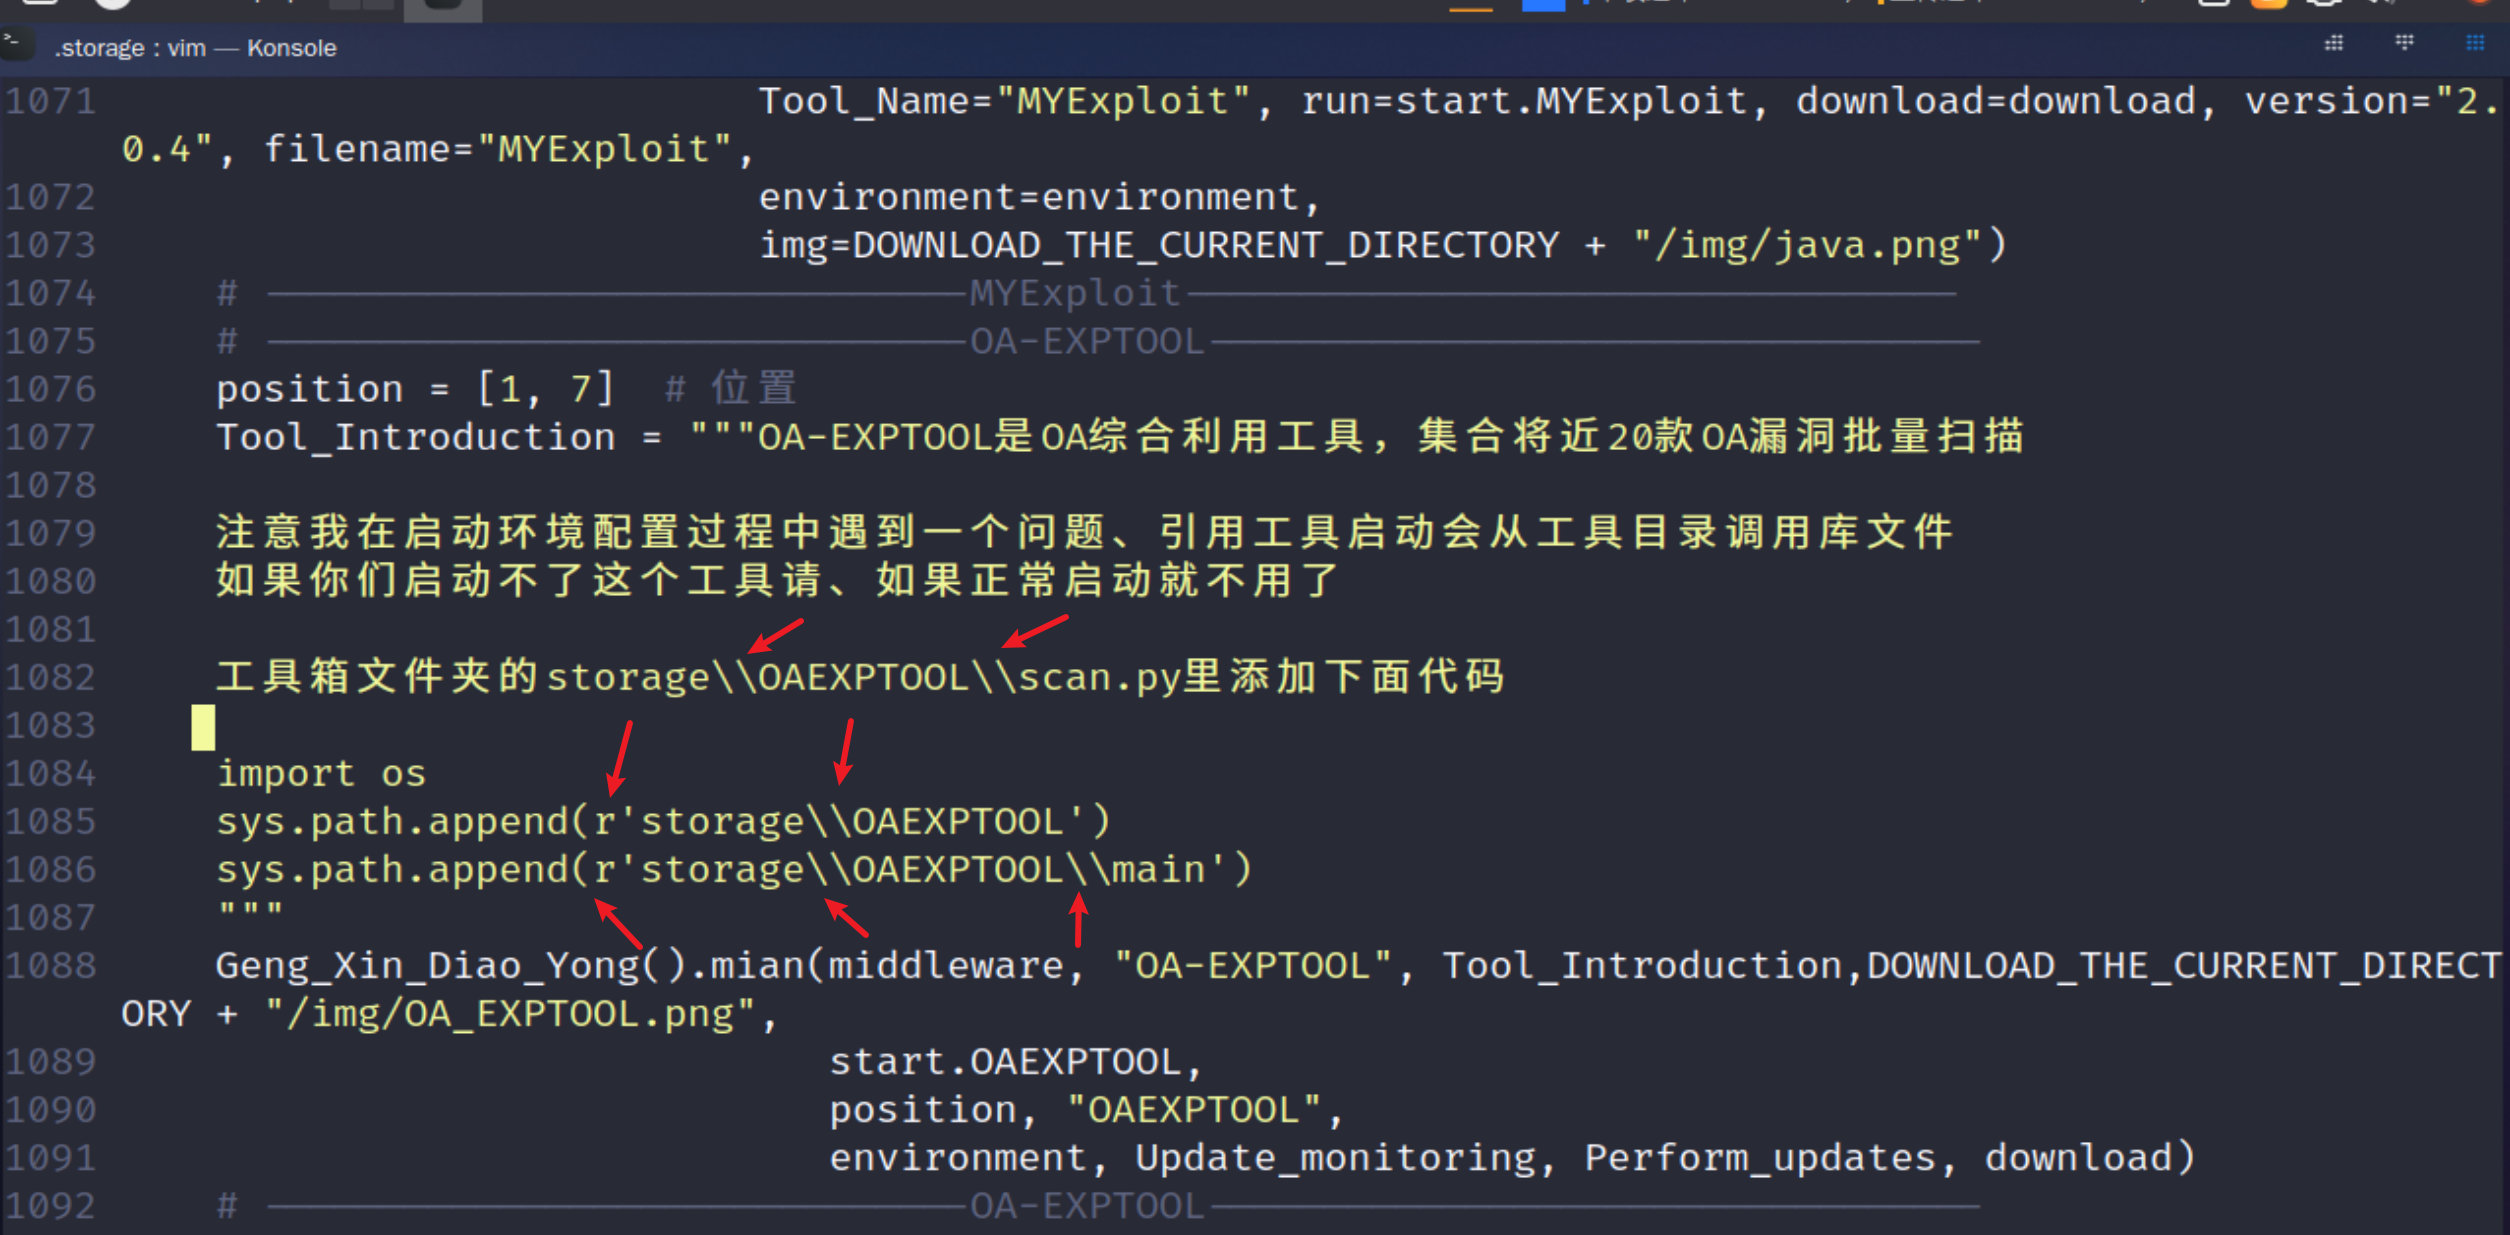 .storage : vim — Konsole
1071 Tool_Name="MYExploit", run=start.MYExploit, download=download, version="2.
0.4", filename="MYExploit",
1072 environment=environment,
1073 img=DOWNLOAD_THE_CURRENT_DIRECTORY + "/img/java.png")
1074 # ——————————————MYExploit——————————————
1075 # ——————————————OA-EXPTOOL——————————————
1076 position = [1, 7]  # 位置
1077 Tool_Introduction = """OA-EXPTOOL是OA综合利用工具，集合将近20款OA漏洞批量扫描
1078
1079 注意我在启动环境配置过程中遇到一个问题、引用工具启动会从工具目录调用库文件
1080 如果你们启动不了这个工具请、如果正常启动就不用了
1081
1082 工具箱文件夹的storage\\OAEXPTOOL\\scan.py里添加下面代码
1083
1084 import os
1085 sys.path.append(r'storage\\OAEXPTOOL')
1086 sys.path.append(r'storage\\OAEXPTOOL\\main')
1087 """
1088 Geng_Xin_Diao_Yong().mian(middleware, "OA-EXPTOOL", Tool_Introduction,DOWNLOAD_THE_CURRENT_DIRECT
ORY + "/img/OA_EXPTOOL.png",
1089 start.OAEXPTOOL,
1090 position, "OAEXPTOOL",
1091 environment, Update_monitoring, Perform_updates, download)
1092 # ——————————————OA-EXPTOOL——————————————